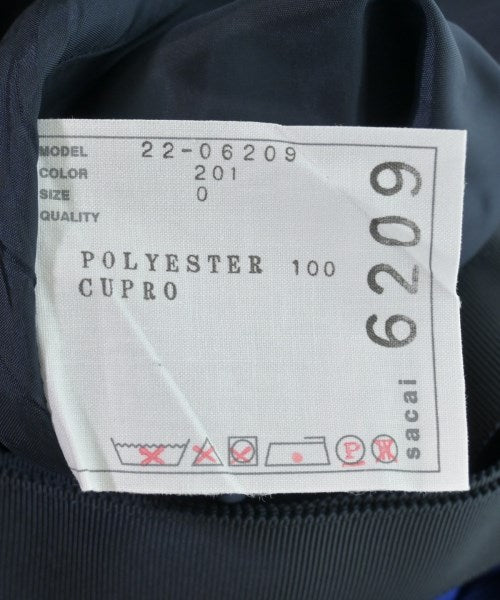 MODEL 22-06209
COLOR 201
SIZE 0
QUALITY
POLYESTER 100
CUPRO
P W
sacai 6209